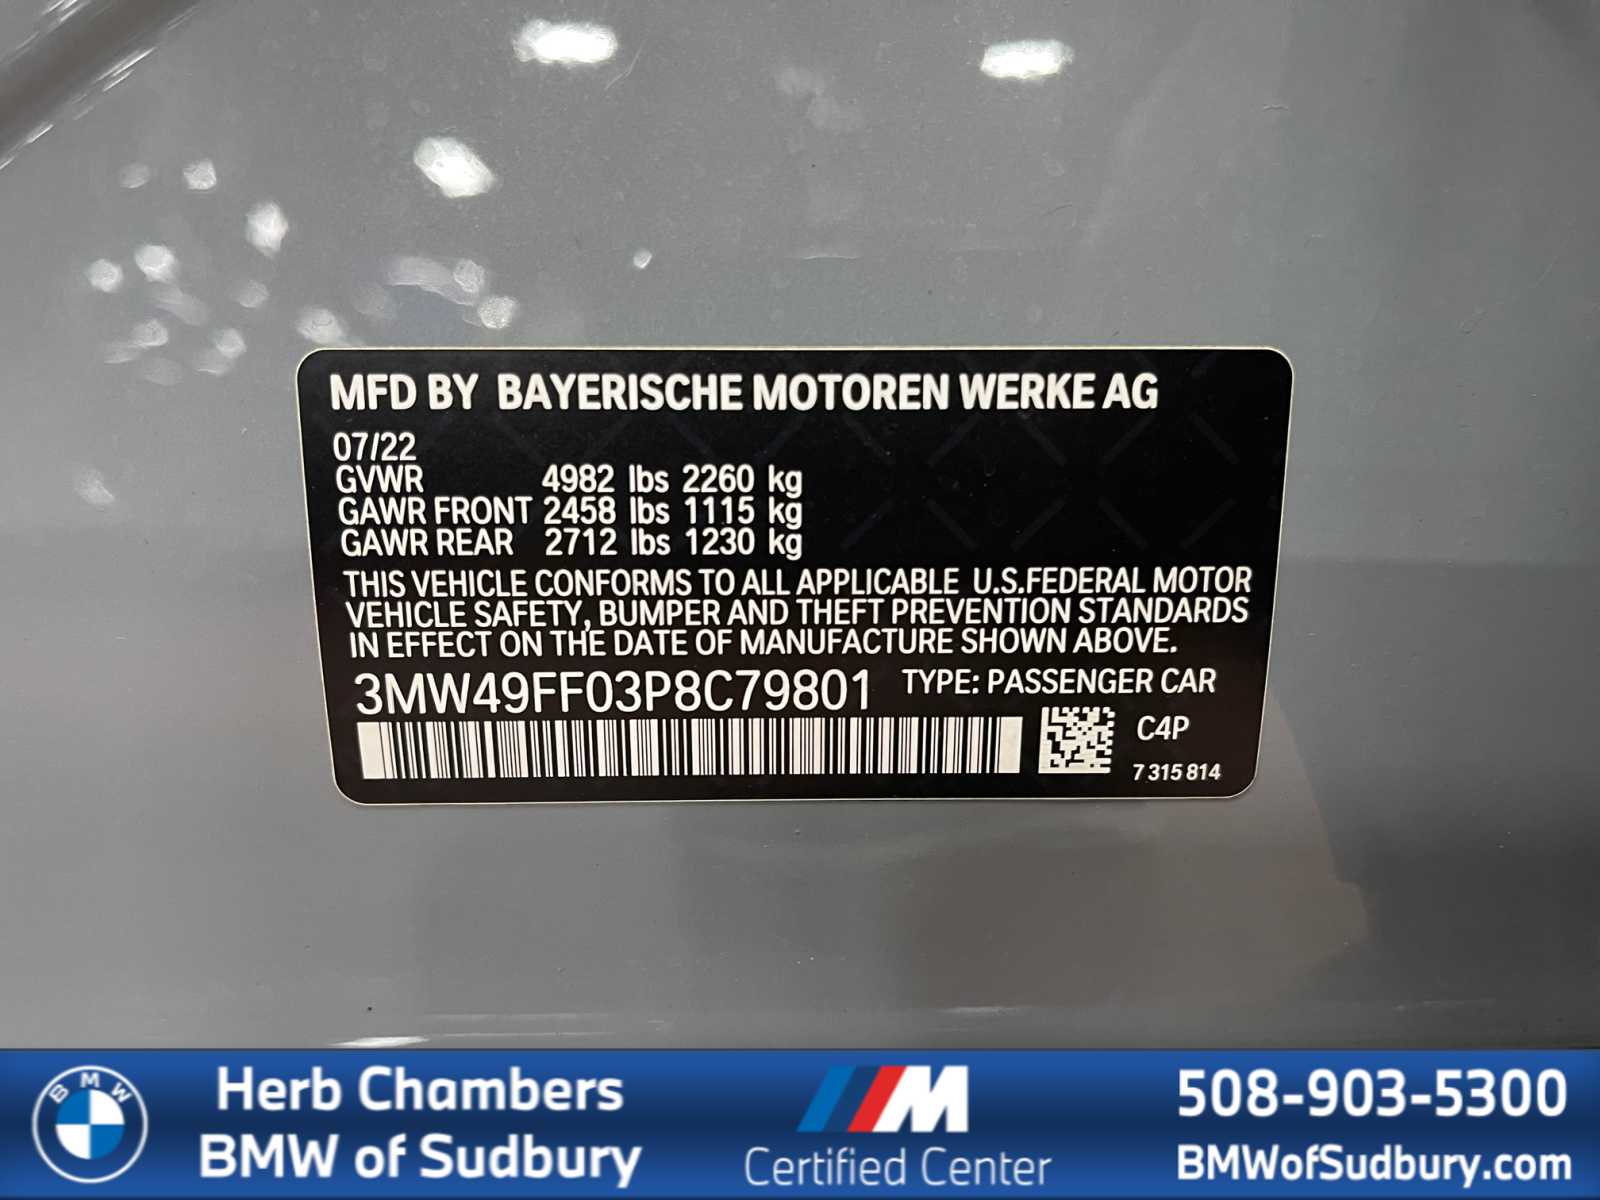 MFD BY BAYERISCHE MOTOREN WERKE AG
07/22
GVWR 4982 lbs 2260 kg
GAWR FRONT 2458 lbs 1115 kg
GAWR REAR 2712 lbs 1230 kg
THIS VEHICLE CONFORMS TO ALL APPLICABLE U.S.FEDERAL MOTOR
VEHICLE SAFETY, BUMPER AND THEFT PREVENTION STANDARDS
IN EFFECT ON THE DATE OF MANUFACTURE SHOWN ABOVE.
3MW49FF03P8C79801 TYPE: PASSENGER CAR
C4P
7 315 814
BMW
Herb Chambers
BMW of Sudbury
M
Certified Center
508-903-5300
BMWofSudbury.com